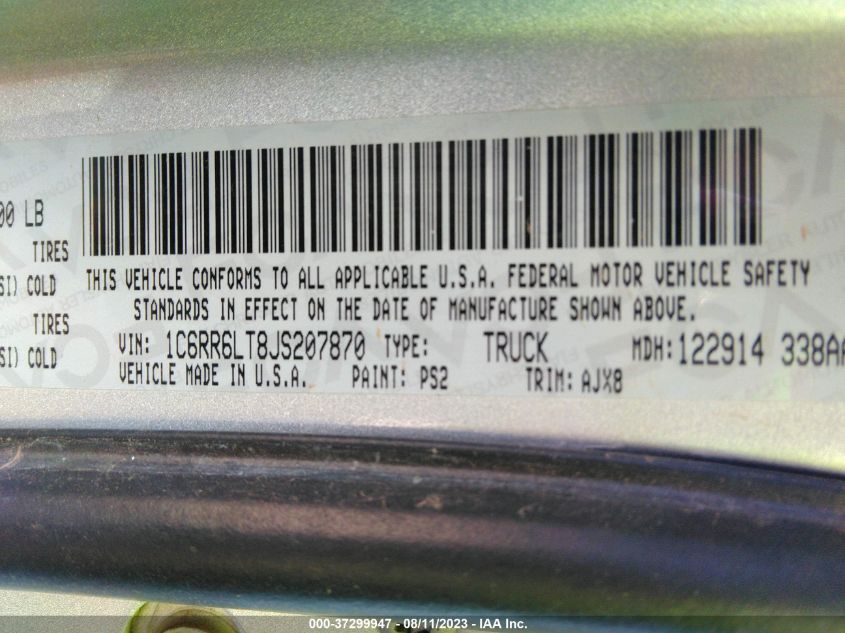 00 LB
TIRES
SI) COLD
TIRES
SI) COLD
THIS VEHICLE CONFORMS TO ALL APPLICABLE U.S.A. FEDERAL MOTOR VEHICLE SAFETY
STANDARDS IN EFFECT ON THE DATE OF MANUFACTURE SHOWN ABOVE.
VIN: 1C6RR6LT8JS207870 TYPE: TRUCK MDH:122914 338AA
VEHICLE MADE IN U.S.A. PAINT: PS2 TRIM: AJX8
000-37299947 - 08/11/2023 - IAA Inc.